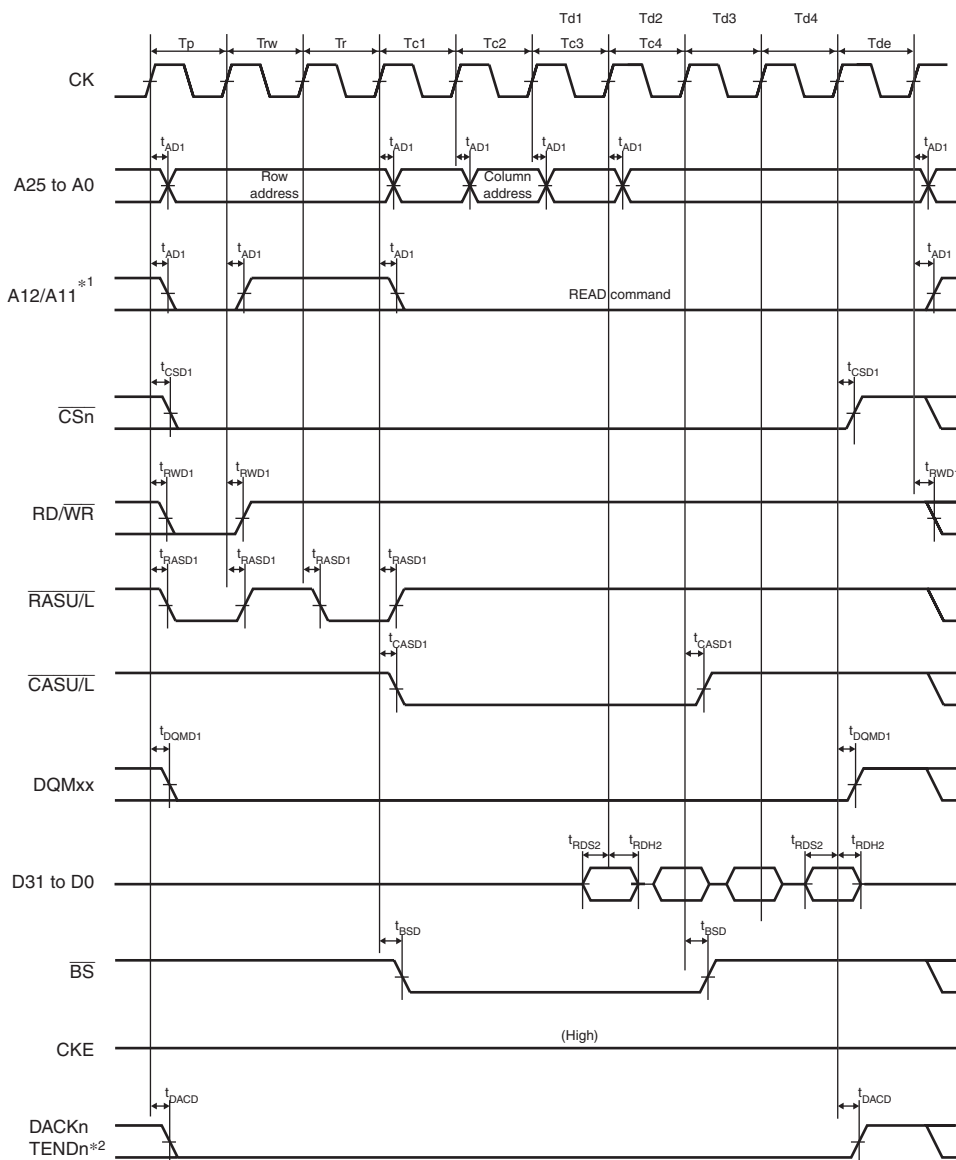 Td1 Td2 Td3 Td4
Tp Trw Tr Tc1 Tc2 Tc3 Tc4 Tde
CK
tAD1 tAD1 tAD1 tAD1 tAD1 tAD1
A25 to A0
Row
address
Column
address
tAD1 tAD1 tAD1 tAD1
A12/A11*1
READ command
tCSD1 tCSD1
CSn
tRWD1 tRWD1 tRWD1
RD/WR
tRASD1 tRASD1 tRASD1 tRASD1
RASU/L
tCASD1 tCASD1
CASU/L
tDQMD1 tDQMD1
DQMxx
tRDS2 tRDH2 tRDS2 tRDH2
D31 to D0
tBSD tBSD
BS
(High)
CKE
tDACD tDACD
DACKn
TENDn*2